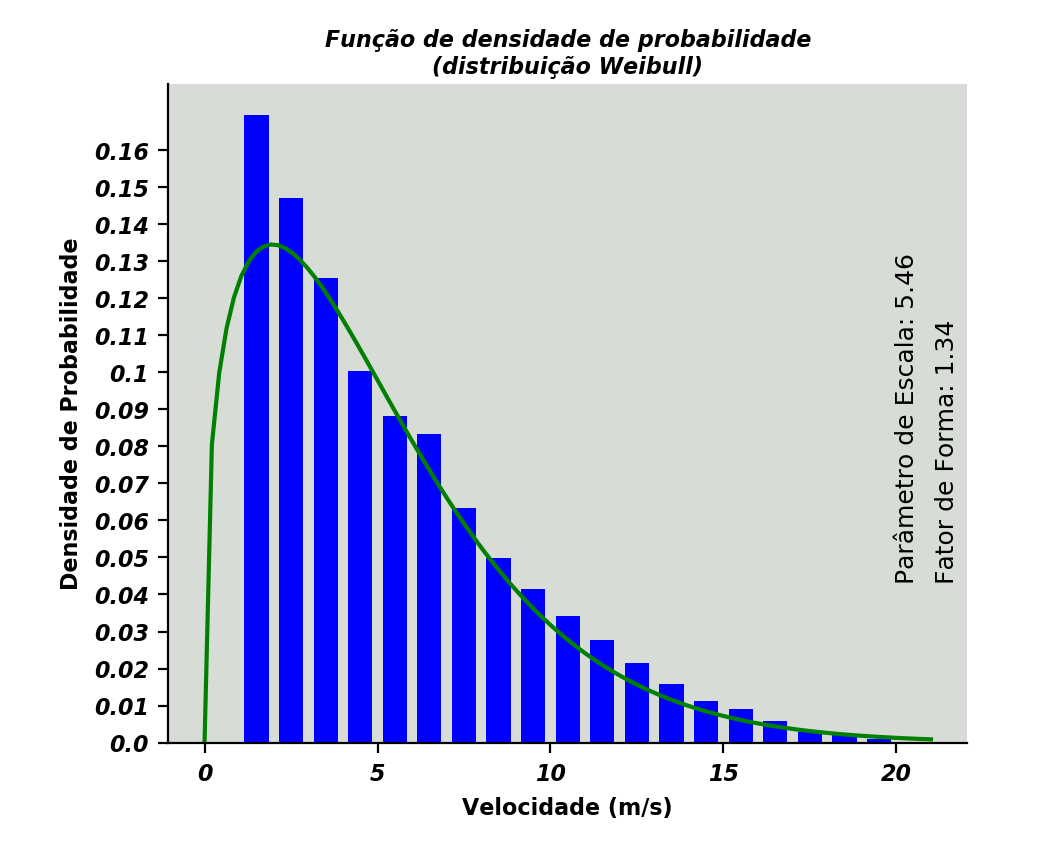 Função de densidade de probabilidade
(distribuição Weibull)
Densidade de Probabilidade
0.16
0.15
0.14
0.13
0.12
0.11
0.1
0.09
0.08
0.07
0.06
0.05
0.04
0.03
0.02
0.01
0.0
Parâmetro de Escala: 5.46
Fator de Forma: 1.34
0 5 10 15 20
Velocidade (m/s)